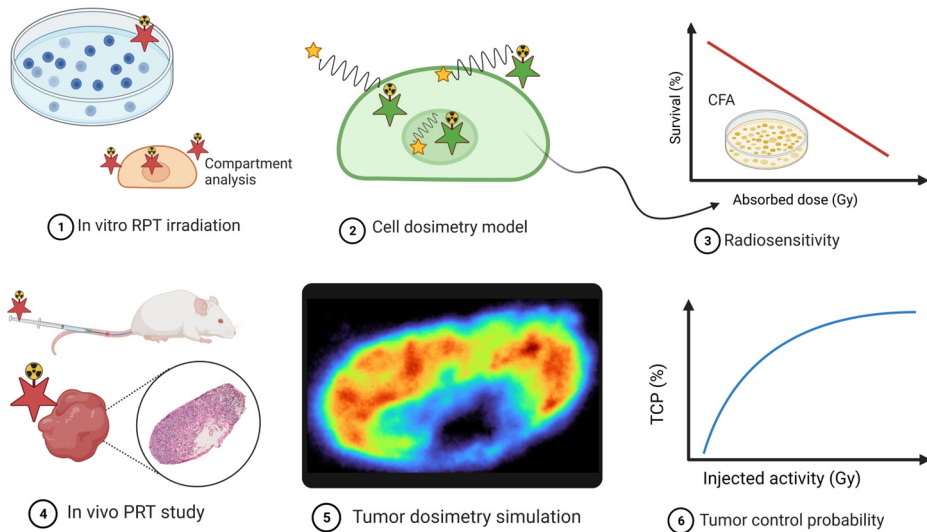 Compartment
analysis
1 In vitro RPT irradiation
2 Cell dosimetry model
Survival (%)
CFA
Absorbed dose (Gy)
3 Radiosensitivity
4 In vivo PRT study
5 Tumor dosimetry simulation
TCP (%)
Injected activity (Gy)
6 Tumor control probability